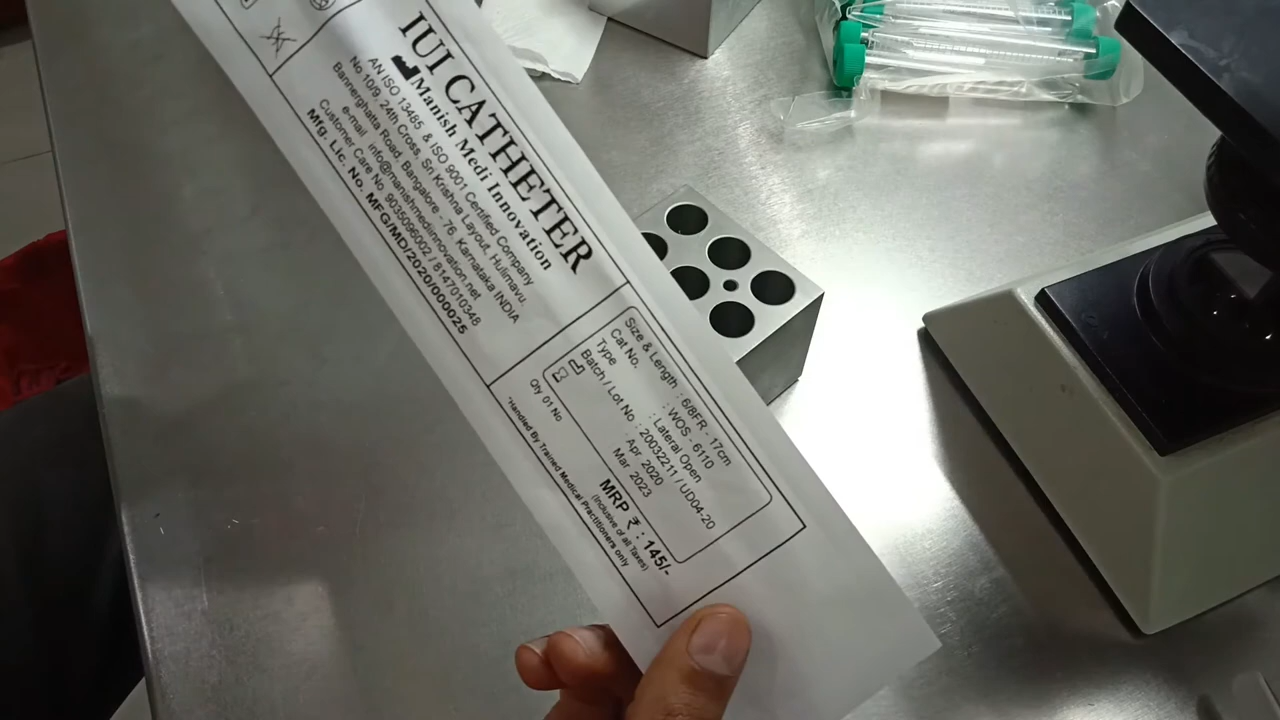 IUI CATHETER
Manish Medi Innovation
AN ISO 13485 & ISO 9001 Certified Company
No.10/9, 24th Cross, Sri Krishna Layout, Hulimavu,
Bannerghatta Road, Bangalore - 76. Karnataka INDIA
e-mail info@manishmediinnovation.net
Customer Care No. 9035096002 / 8147010348
Mfg. Lic. No. MFG/MD/2020/000025
Size & Length : 6/8FR - 17cm
Cat No. : WOS - 6110
Type : Lateral Open
Batch / Lot No : 20032211 / UD04-20
Apr 2020
Mar 2023
Qty 01 No
MRP ₹ : 145/-
(Inclusive of all Taxes)
*Handled By Trained Medical Practitioners only